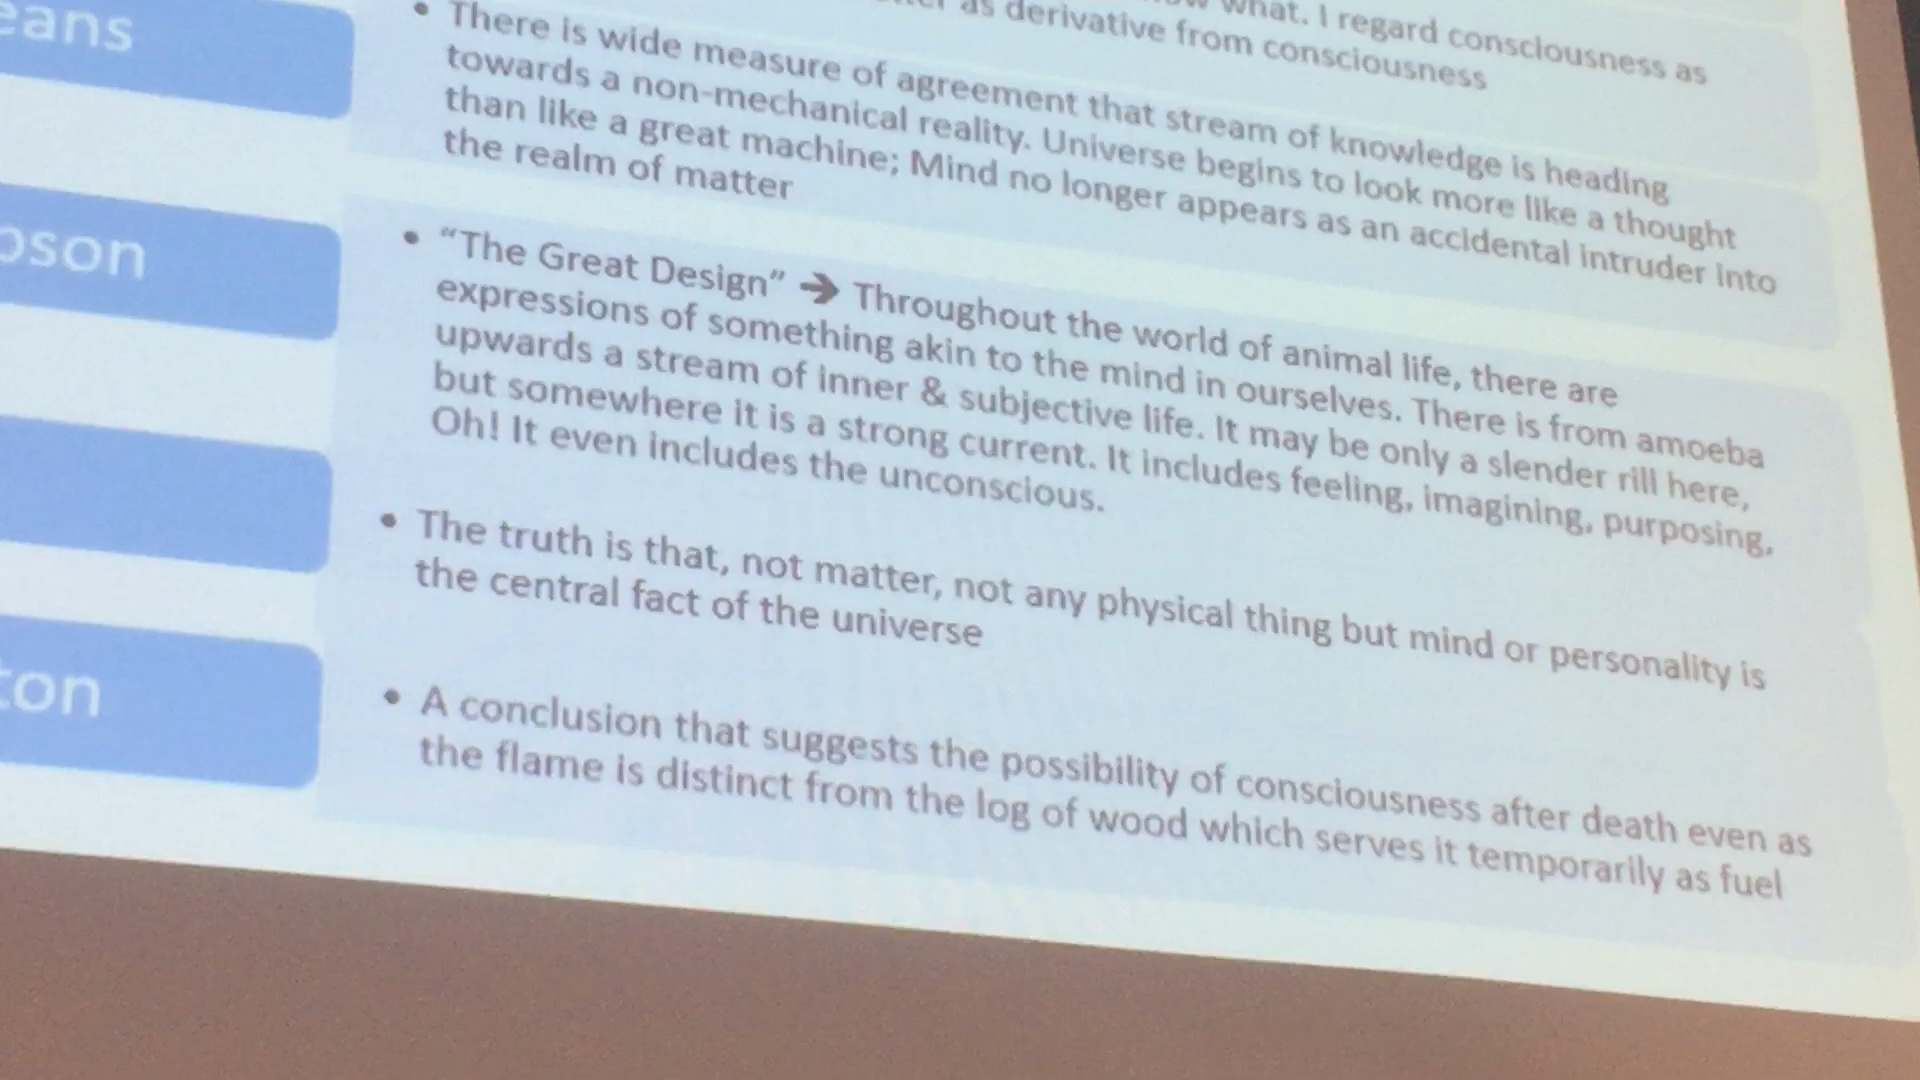 what. I regard consciousness as
as derivative from consciousness
eans
• There is wide measure of agreement that stream of knowledge is heading
towards a non-mechanical reality. Universe begins to look more like a thought
than like a great machine; Mind no longer appears as an accidental intruder into
the realm of matter
son
• “The Great Design” ➔ Throughout the world of animal life, there are
expressions of something akin to the mind in ourselves. There is from amoeba
upwards a stream of inner & subjective life. It may be only a slender rill here,
but somewhere it is a strong current. It includes feeling, imagining, purposing,
Oh! It even includes the unconscious.
• The truth is that, not matter, not any physical thing but mind or personality is
the central fact of the universe
ton
• A conclusion that suggests the possibility of consciousness after death even as
the flame is distinct from the log of wood which serves it temporarily as fuel